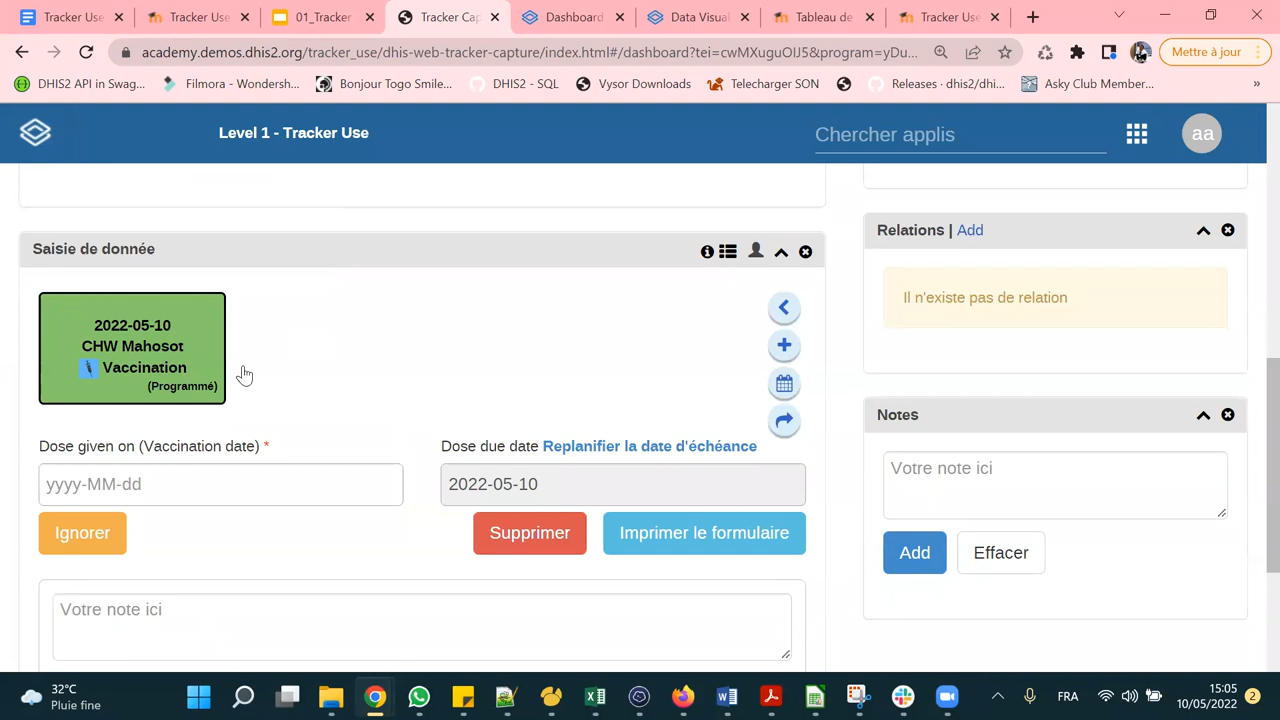 Tracker Use
Tracker Use
01_Tracker
Tracker Cap
Dashboard
Data Visual
Tableau de
Tracker Use
academy.demos.dhis2.org/tracker_use/dhis-web-tracker-capture/index.html#/dashboard?tei=cwMXuguOIJ5&program=yDu...
Mettre à jour
DHIS2 API in Swag...
Filmora - Wondersh...
Bonjour Togo Smile...
DHIS2 - SQL
Vysor Downloads
Telecharger SON
Releases · dhis2/dhi...
Asky Club Member...
»
Level 1 - Tracker Use
Chercher applis
aa
Saisie de donnée
Relations | Add
Il n'existe pas de relation
2022-05-10
CHW Mahosot
Vaccination
(Programmé)
Notes
Dose given on (Vaccination date) *
Dose due date Replanifier la date d'échéance
yyyy-MM-dd
2022-05-10
Votre note ici
Ignorer
Supprimer
Imprimer le formulaire
Add
Effacer
Votre note ici
32°C
Pluie fine
FRA
15:05
10/05/2022
2